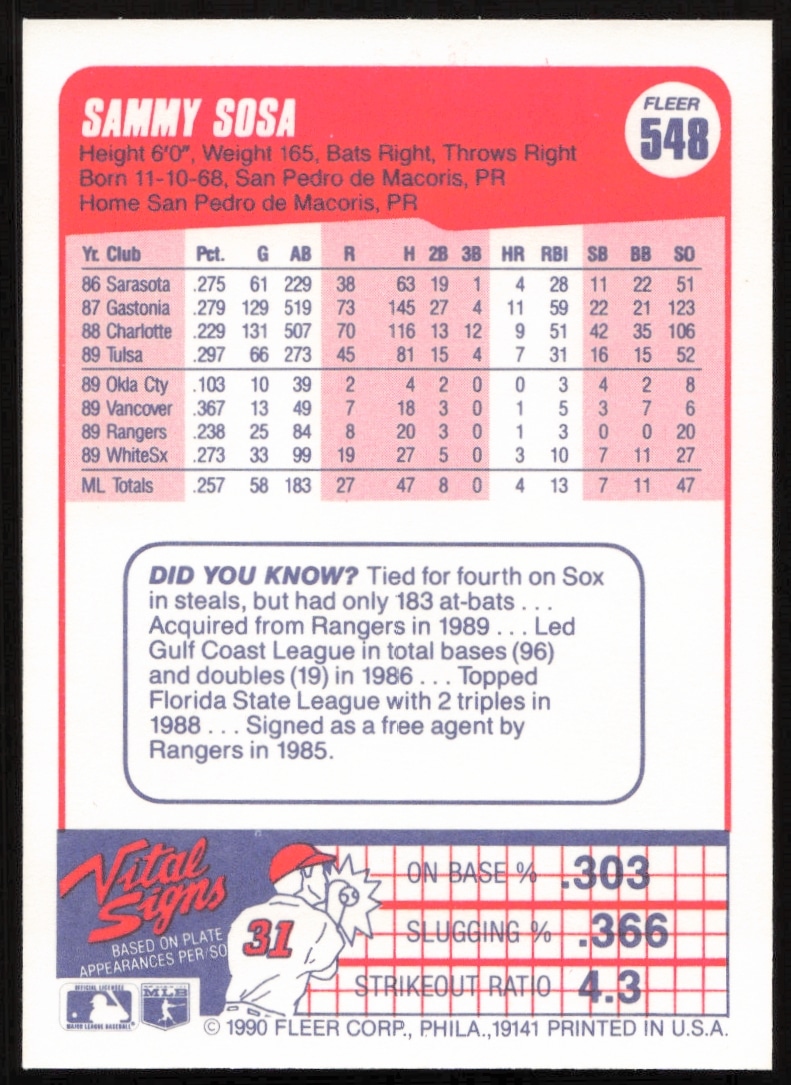 SAMMY SOSA
FLEER
548
Height 6'0", Weight 165, Bats Right, Throws Right
Born 11-10-68, San Pedro de Macoris, PR
Home San Pedro de Macoris, PR
Yr. Club Pct. G AB R H 2B 3B HR RBI SB BB SO
86 Sarasota .275 61 229 38 63 19 1 4 28 11 22 51
87 Gastonia .279 129 519 73 145 27 4 11 59 22 21 123
88 Charlotte .229 131 507 70 116 13 12 9 51 42 35 106
89 Tulsa .297 66 273 45 81 15 4 7 31 16 15 52
89 Okla Cty .103 10 39 2 4 2 0 0 3 4 2 8
89 Vancover .367 13 49 7 18 3 0 1 5 3 7 6
89 Rangers .238 25 84 8 20 3 0 1 3 0 0 20
89 WhiteSx .273 33 99 19 27 5 0 3 10 7 11 27
ML Totals .257 58 183 27 47 8 0 4 13 7 11 47
DID YOU KNOW? Tied for fourth on Sox
in steals, but had only 183 at-bats . . .
Acquired from Rangers in 1989 . . . Led
Gulf Coast League in total bases (96)
and doubles (19) in 1986 . . . Topped
Florida State League with 2 triples in
1988 . . . Signed as a free agent by
Rangers in 1985.
Vital
Signs
BASED ON PLATE
APPEARANCES PER/SO
31
ON BASE % .303
SLUGGING % .366
STRIKEOUT RATIO 4.3
OFFICIAL LICENSEE
MAJOR LEAGUE BASEBALL
MLB
© 1990 FLEER CORP., PHILA.,19141 PRINTED IN U.S.A.